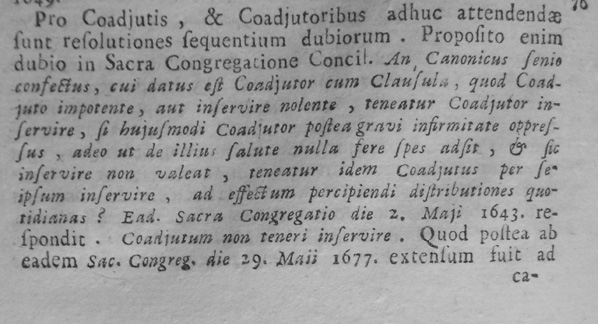 Pro Coadjutis, & Coadjutoribus adhuc attendendæ
ſunt reſolutiones ſequentium dubiorum. Propoſito enim
dubio in Sacra Congregatione Concil. An Canonicus ſenio
confectus, cui datus eſt Coadjutor cum Clauſula, quod Coad-
juto impotente, aut inſervire nolente, teneatur Coadjutor in-
ſervire, ſi hujuſmodi Coadjutor poſtea gravi infirmitate oppreſ-
ſus, adeo ut de illius ſalute nulla fere ſpes adſit, & ſic
inſervire non valeat, teneatur idem Coadjutus per ſe-
ipſum inſervire, ad effectum percipiendi diſtributiones quo-
tidianas? Ead. Sacra Congregatio die 2. Maji 1643. re-
ſpondit. Coadjutum non teneri inſervire. Quod poſtea ab
eadem Sac. Congreg. die 29. Maii 1677. extenſum fuit ad
ca-